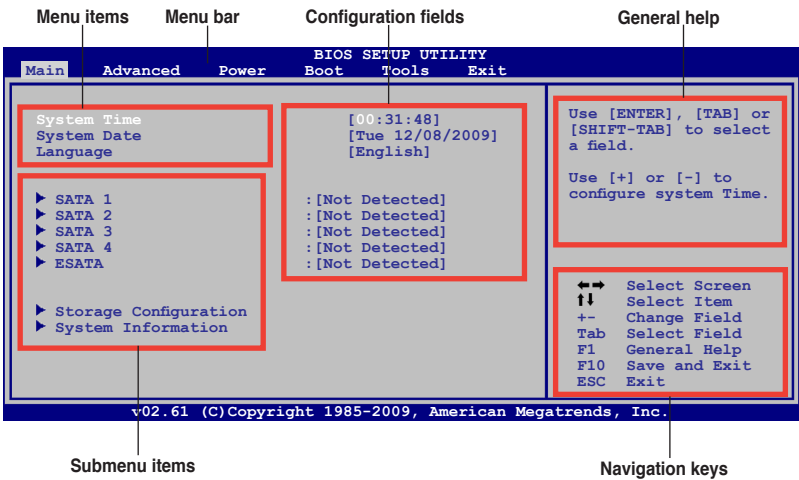 Menu items Menu bar Configuration fields General help
BIOS SETUP UTILITY
Main Advanced Power Boot Tools Exit
System Time [00:31:48]
System Date [Tue 12/08/2009]
Language [English]
SATA 1 :[Not Detected]
SATA 2 :[Not Detected]
SATA 3 :[Not Detected]
SATA 4 :[Not Detected]
ESATA :[Not Detected]
Storage Configuration
System Information
Use [ENTER], [TAB] or
[SHIFT-TAB] to select
a field.
Use [+] or [-] to
configure system Time.
←→ Select Screen
↑↓ Select Item
+- Change Field
Tab Select Field
F1 General Help
F10 Save and Exit
ESC Exit
v02.61 (C)Copyright 1985-2009, American Megatrends, Inc.
Submenu items Navigation keys